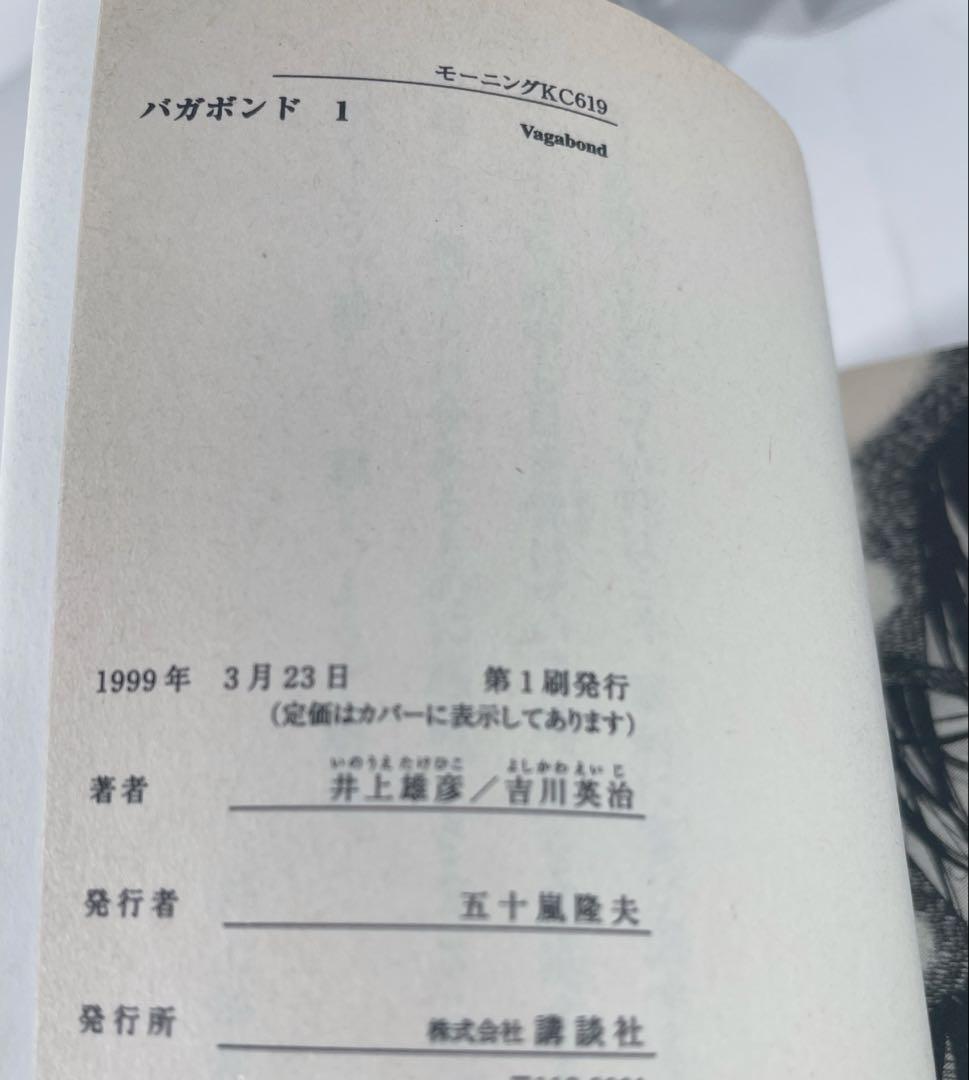 モーニングKC619
バガボンド 1
Vagabond
1999年 3月23日 第1刷発行
(定価はカバーに表示してあります)
いのうえたけひこ よしかわえいじ
著者 井上雄彦/吉川英治
発行者 五十嵐隆夫
発行所 株式会社 講談社